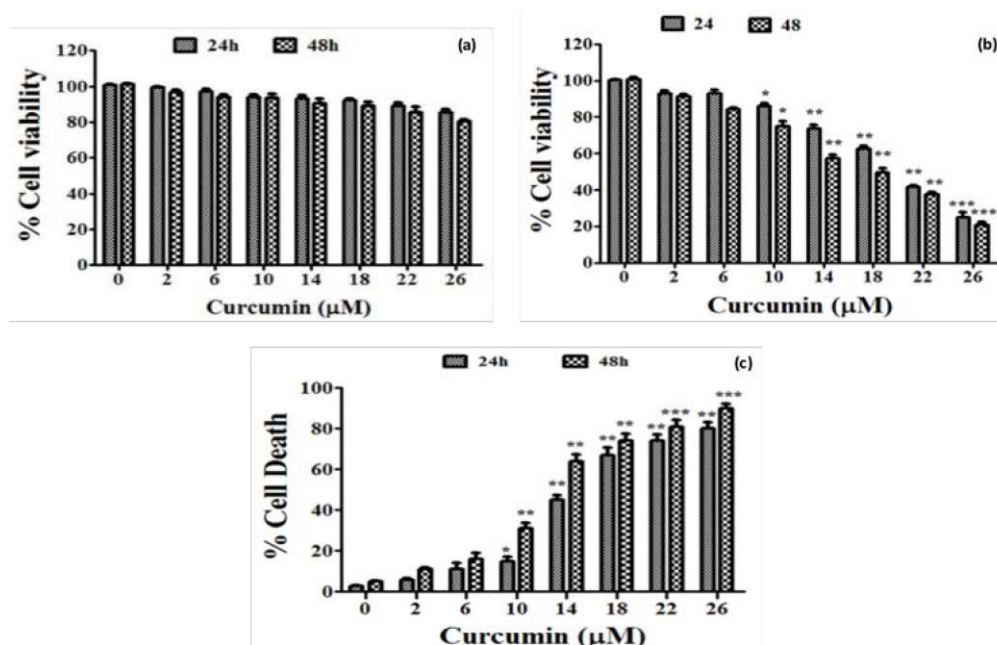 24h 48h (a)
% Cell viability
120
100
80
60
40
20
0
0 2 6 10 14 18 22 26
Curcumin (μM)
24 48 (b)
% Cell viability
120
100
80
60
40
20
0
* * ** ** ** ** ** ** *** ***
0 2 6 10 14 18 22 26
Curcumin (μM)
24h 48h (c)
% Cell Death
100
80
60
40
20
0
* ** ** ** ** ** ** *** ** ***
0 2 6 10 14 18 22 26
Curcumin (μM)